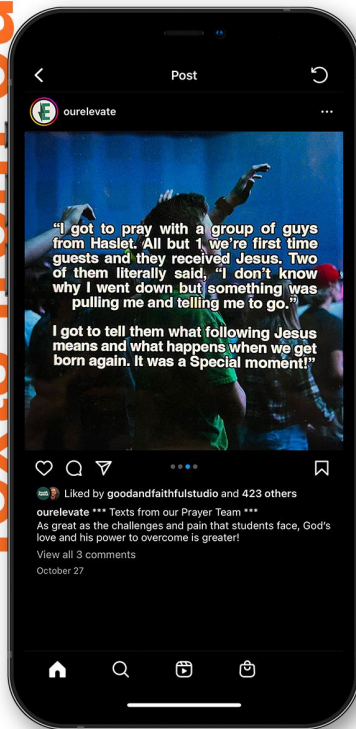 Post
ourelevate
“I got to pray with a group of guys
from Haslet. All but 1, we’re first time
guests and they received Jesus. Two
of them literally said, “I don’t know
why I went down but something was
pulling me and telling me to go.”
I got to tell them what following Jesus
means and what happens when we get
born again. It was a Special moment!”
Liked by goodandfaithfulstudio and 423 others
ourelevate *** Texts from our Prayer Team ***
As great as the challenges and pain that students face, God’s
love and his power to overcome is greater!
View all 3 comments
October 27